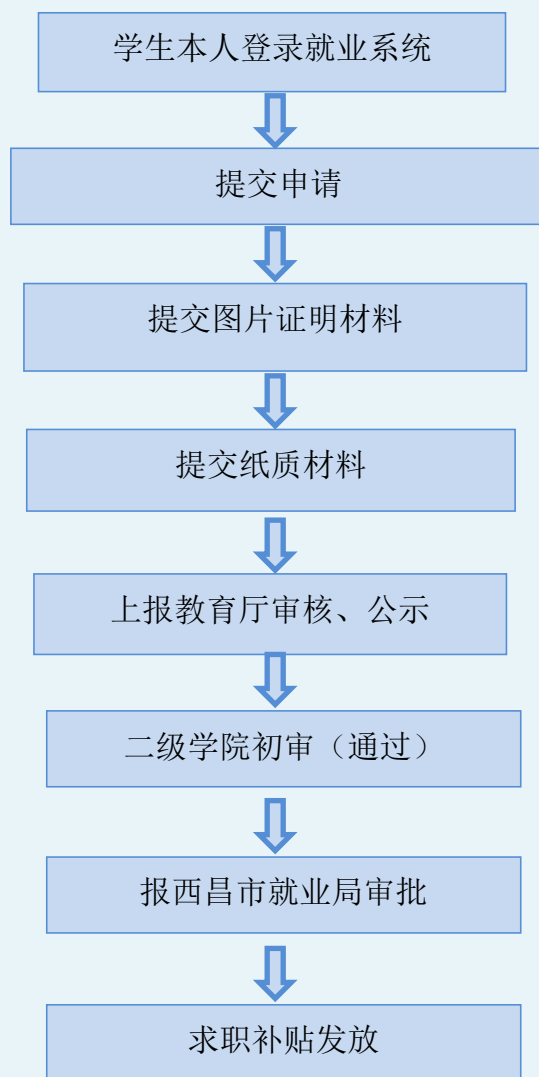 学生本人登录就业系统
提交申请
提交图片证明材料
提交纸质材料
上报教育厅审核、公示
二级学院初审（通过）
报西昌市就业局审批
求职补贴发放